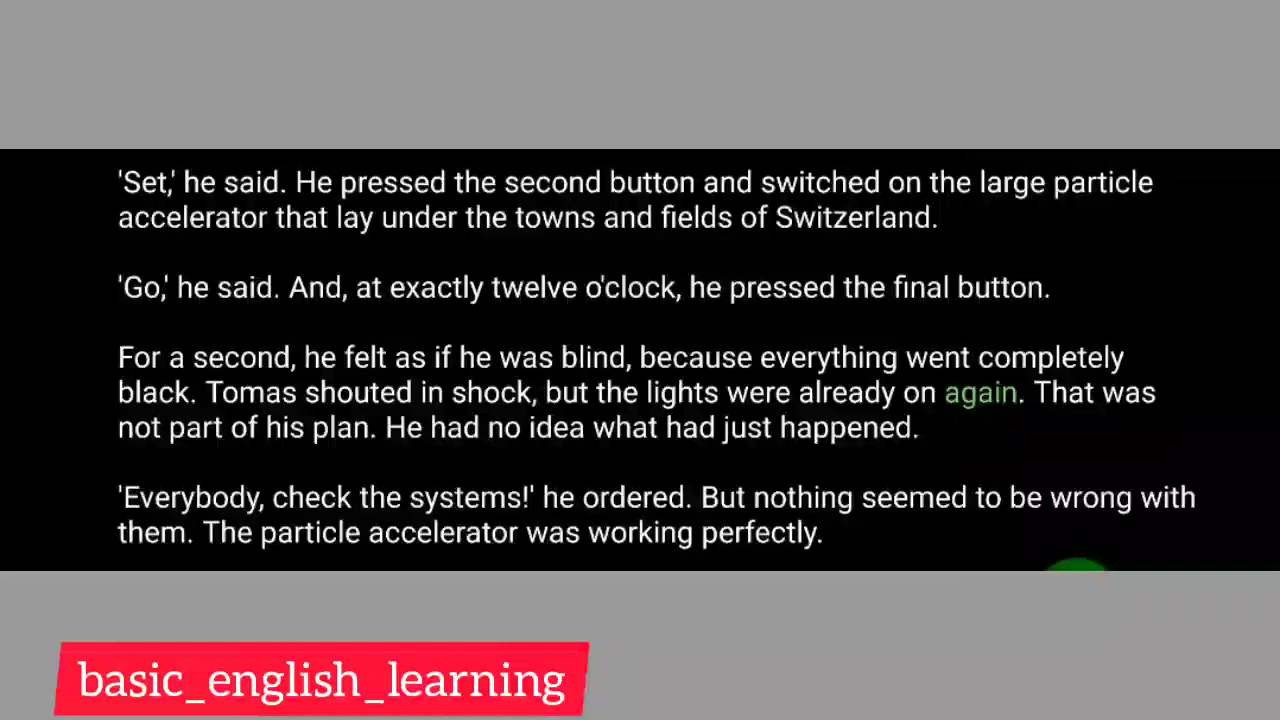 'Set,' he said. He pressed the second button and switched on the large particle
accelerator that lay under the towns and fields of Switzerland.
'Go,' he said. And, at exactly twelve o'clock, he pressed the final button.
For a second, he felt as if he was blind, because everything went completely
black. Tomas shouted in shock, but the lights were already on again. That was
not part of his plan. He had no idea what had just happened.
'Everybody, check the systems!' he ordered. But nothing seemed to be wrong with
them. The particle accelerator was working perfectly.
basic_english_learning